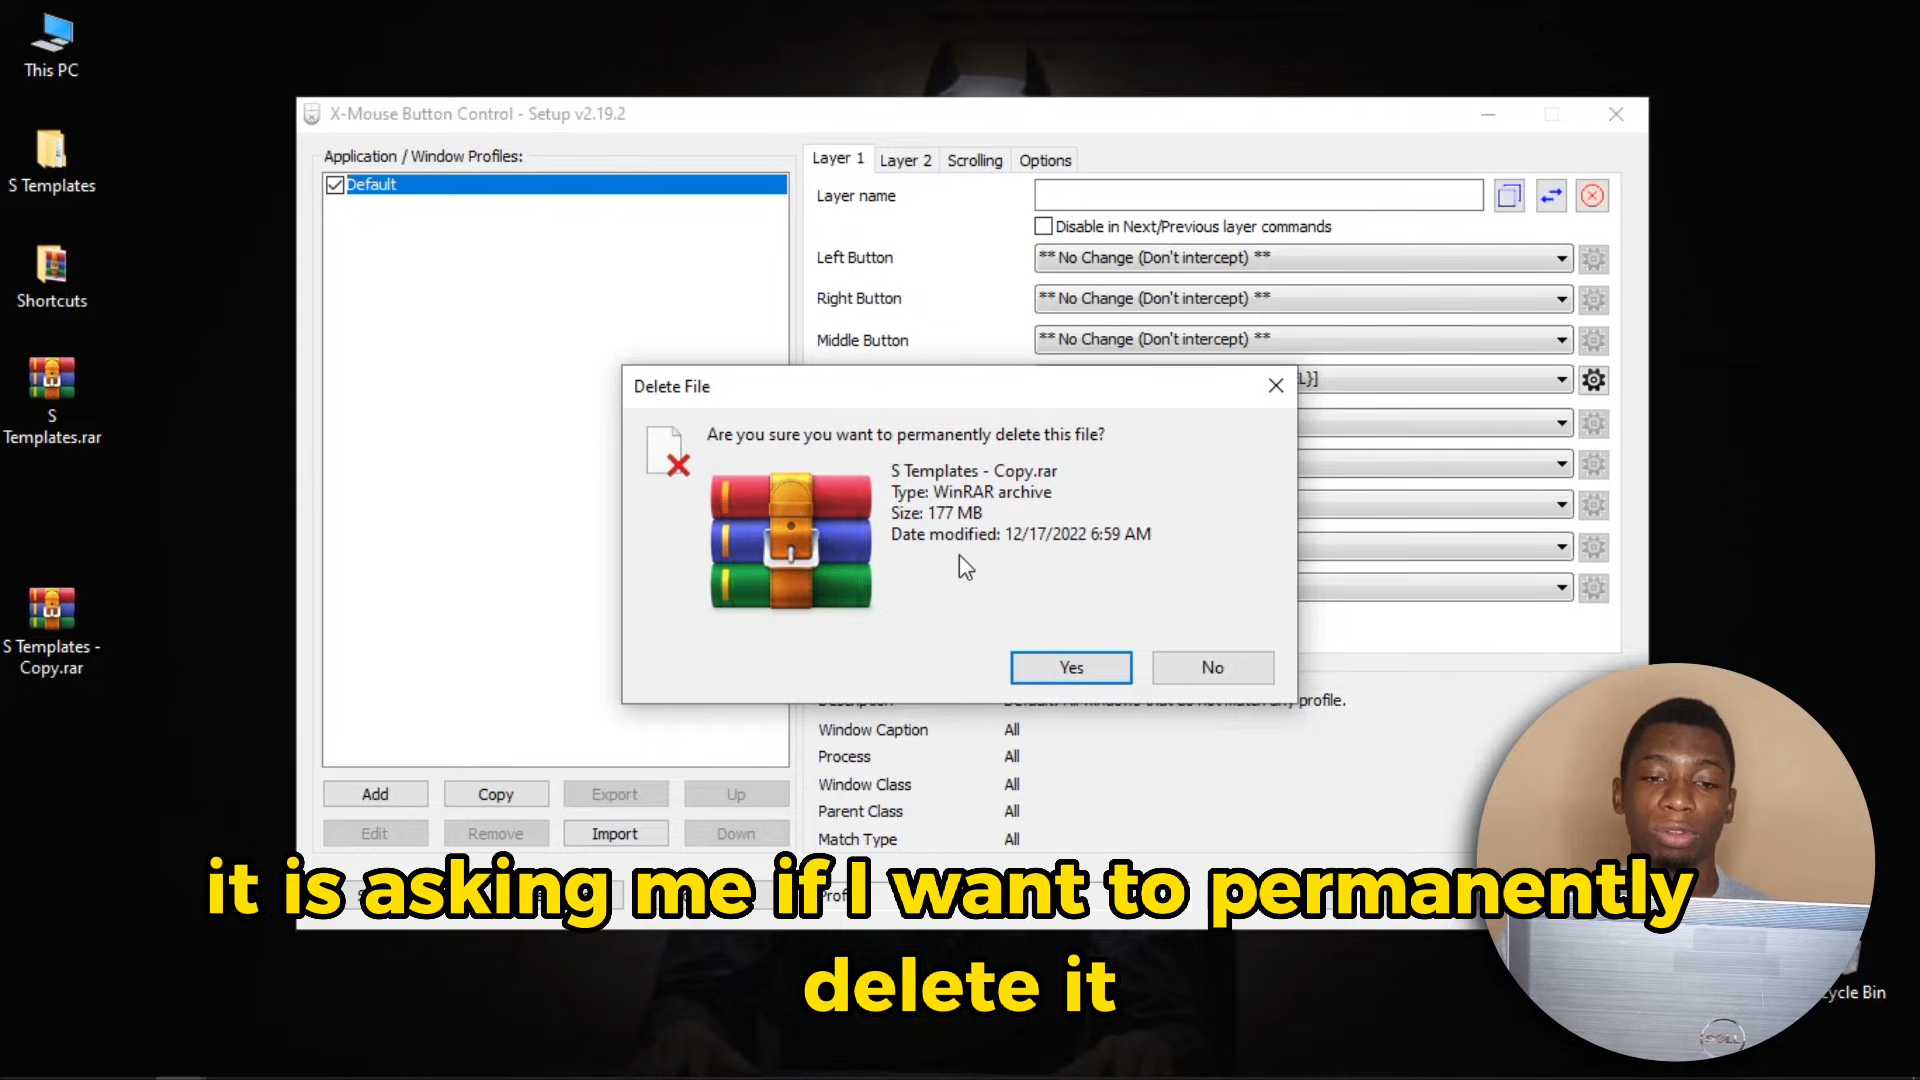 This PC
S Templates
Shortcuts
S
Templates.rar
S Templates -
Copy.rar
X-Mouse Button Control - Setup v2.19.2
Application / Window Profiles:
Default
Add
Copy
Export
Up
Edit
Remove
Import
Down
Layer 1
Layer 2
Scrolling
Options
Layer name
Disable in Next/Previous layer commands
Left Button
** No Change (Don't intercept) **
Right Button
** No Change (Don't intercept) **
Middle Button
** No Change (Don't intercept) **
L}]
Delete File
Are you sure you want to permanently delete this file?
S Templates - Copy.rar
Type: WinRAR archive
Size: 177 MB
Date modified: 12/17/2022 6:59 AM
Yes
No
profile.
Window Caption
All
Process
All
Window Class
All
Parent Class
All
Match Type
All
it is asking me if I want to permanently
delete it
DELL
cycle Bin